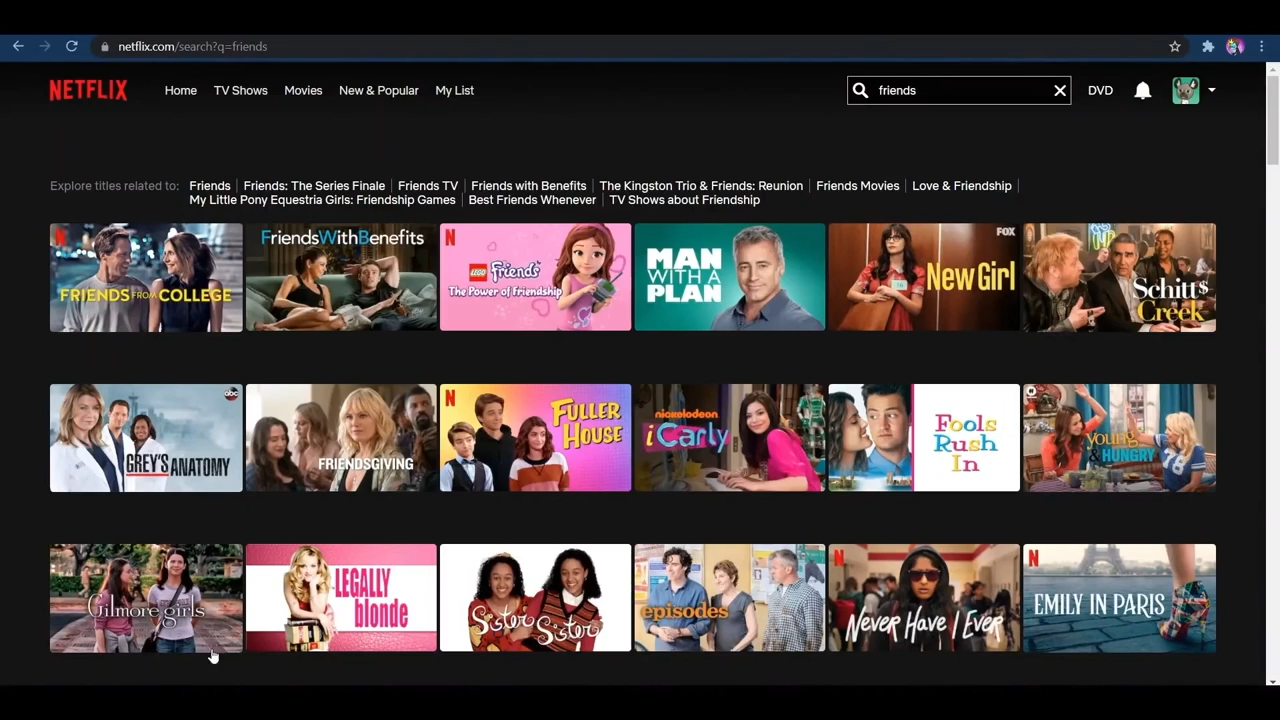 netflix.com/search?q=friends
NETFLIX Home TV Shows Movies New & Popular My List friends DVD
Explore titles related to: Friends Friends: The Series Finale Friends TV Friends with Benefits The Kingston Trio & Friends: Reunion Friends Movies Love & Friendship
My Little Pony Equestria Girls: Friendship Games Best Friends Whenever TV Shows about Friendship
N
FRIENDS FROM COLLEGE
FriendsWithBenefits
N
LEGO Friends
The Power of Friendship
MAN
WITH A
PLAN
FOX
New Girl
Schitt$
Creek
abc
GREY'S ANATOMY
FRIENDSGIVING
N
FULLER
HOUSE
nickelodeon
iCarly
Fools
Rush
In
young
& HUNGRY
78
Gilmore girls
LEGALLY
blonde
Sister Sister
episodes
N
Never Have I Ever
N
EMILY IN PARIS